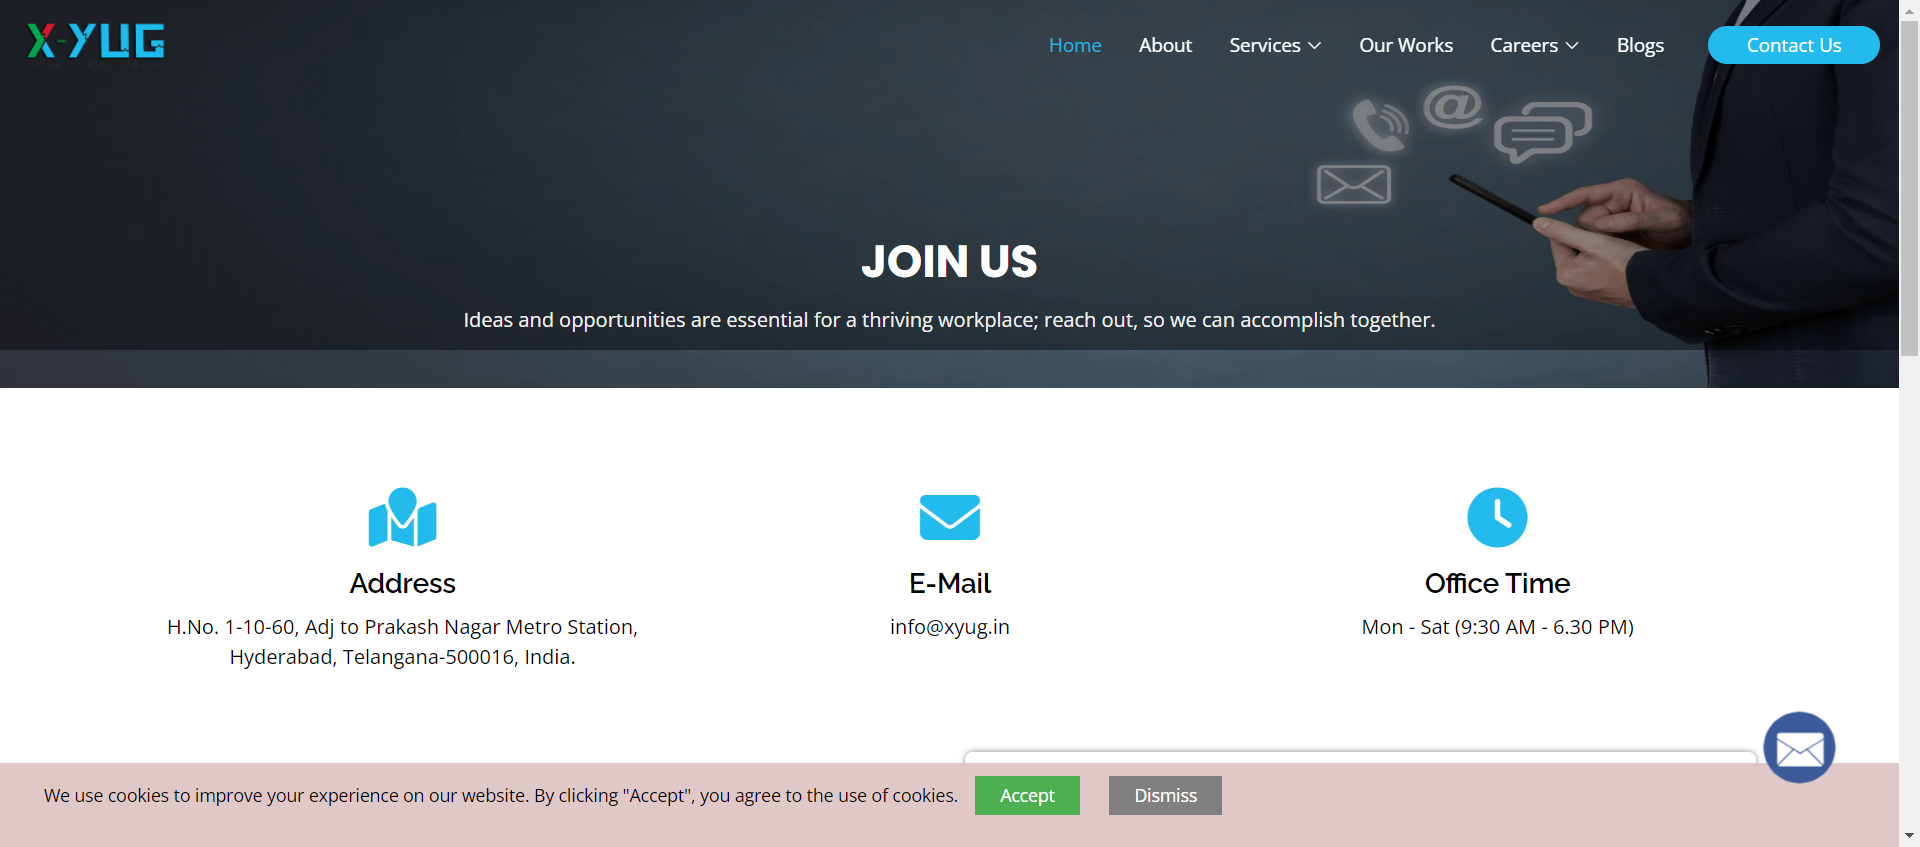 X-YUG
Home About Services Our Works Careers Blogs Contact Us
JOIN US
Ideas and opportunities are essential for a thriving workplace; reach out, so we can accomplish together.
Address
H.No. 1-10-60, Adj to Prakash Nagar Metro Station,
Hyderabad, Telangana-500016, India.
E-Mail
info@xyug.in
Office Time
Mon - Sat (9:30 AM - 6.30 PM)
We use cookies to improve your experience on our website. By clicking "Accept", you agree to the use of cookies. Accept Dismiss